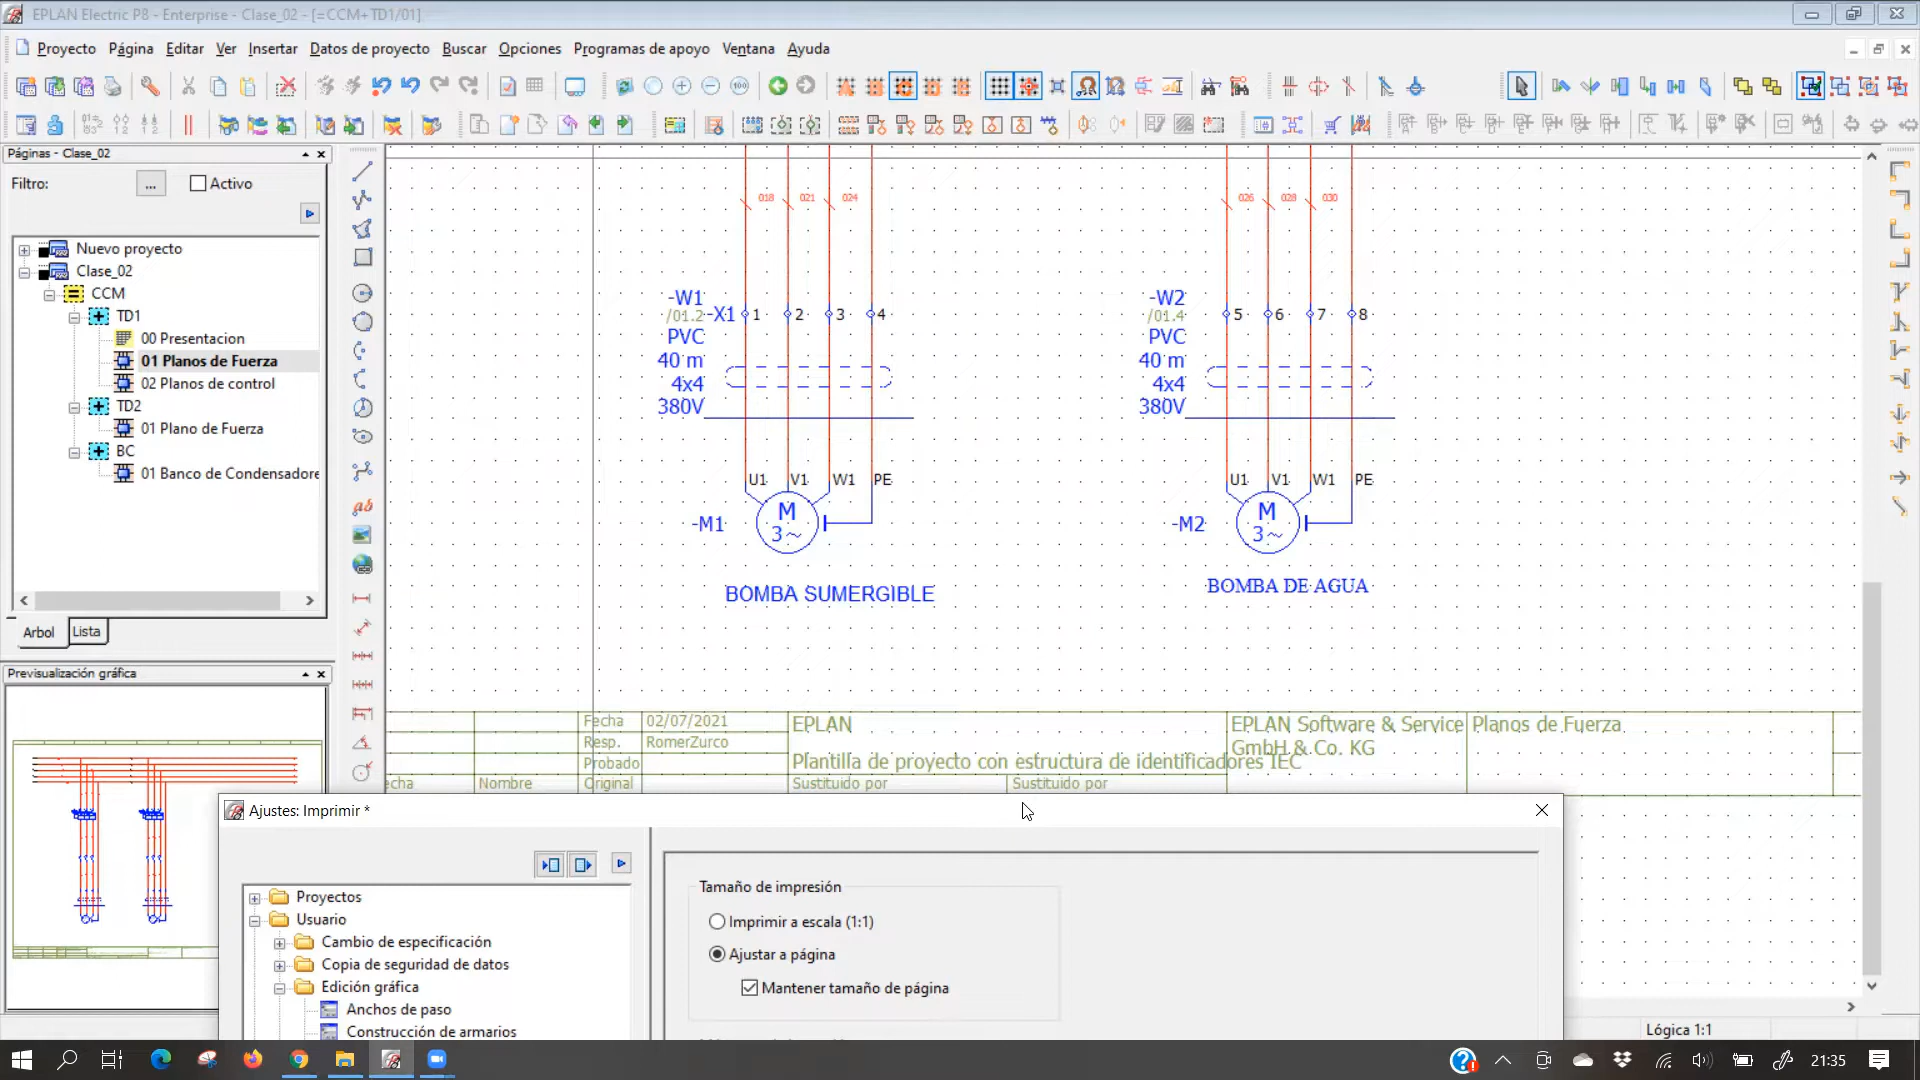 EPLAN Electric P8 - Enterprise - Clase_02 - [=CCM+TD1/01]
Proyecto Página Editar Ver Insertar Datos de proyecto Buscar Opciones Programas de apoyo Ventana Ayuda
Páginas - Clase_02
Filtro: ... Activo
Nuevo proyecto
Clase_02
CCM
TD1
00 Presentacion
01 Planos de Fuerza
02 Planos de control
TD2
01 Plano de Fuerza
BC
01 Banco de Condensadore
Arbol Lista
Previsualización gráfica
018 021 024 026 028 030
-W1 -W2
/01.2 -X1 1 2 3 4 /01.4 5 6 7 8
PVC PVC
40 m 40 m
4x4 4x4
380V 380V
U1 V1 W1 PE U1 V1 W1 PE
-M1 M 3~ -M2 M 3~
BOMBA SUMERGIBLE BOMBA DE AGUA
Fecha 02/07/2021 EPLAN EPLAN Software & Service Planos de Fuerza
Resp. RomerZurco GmbH & Co. KG
Probado Plantilla de proyecto con estructura de identificadores IEC
echa Nombre Original Sustituido por Sustituido por
Ajustes: Imprimir *
Proyectos
Usuario
Cambio de especificación
Copia de seguridad de datos
Edición gráfica
Anchos de paso
Construcción de armarios
Tamaño de impresión
Imprimir a escala (1:1)
Ajustar a página
Mantener tamaño de página
Lógica 1:1
21:35